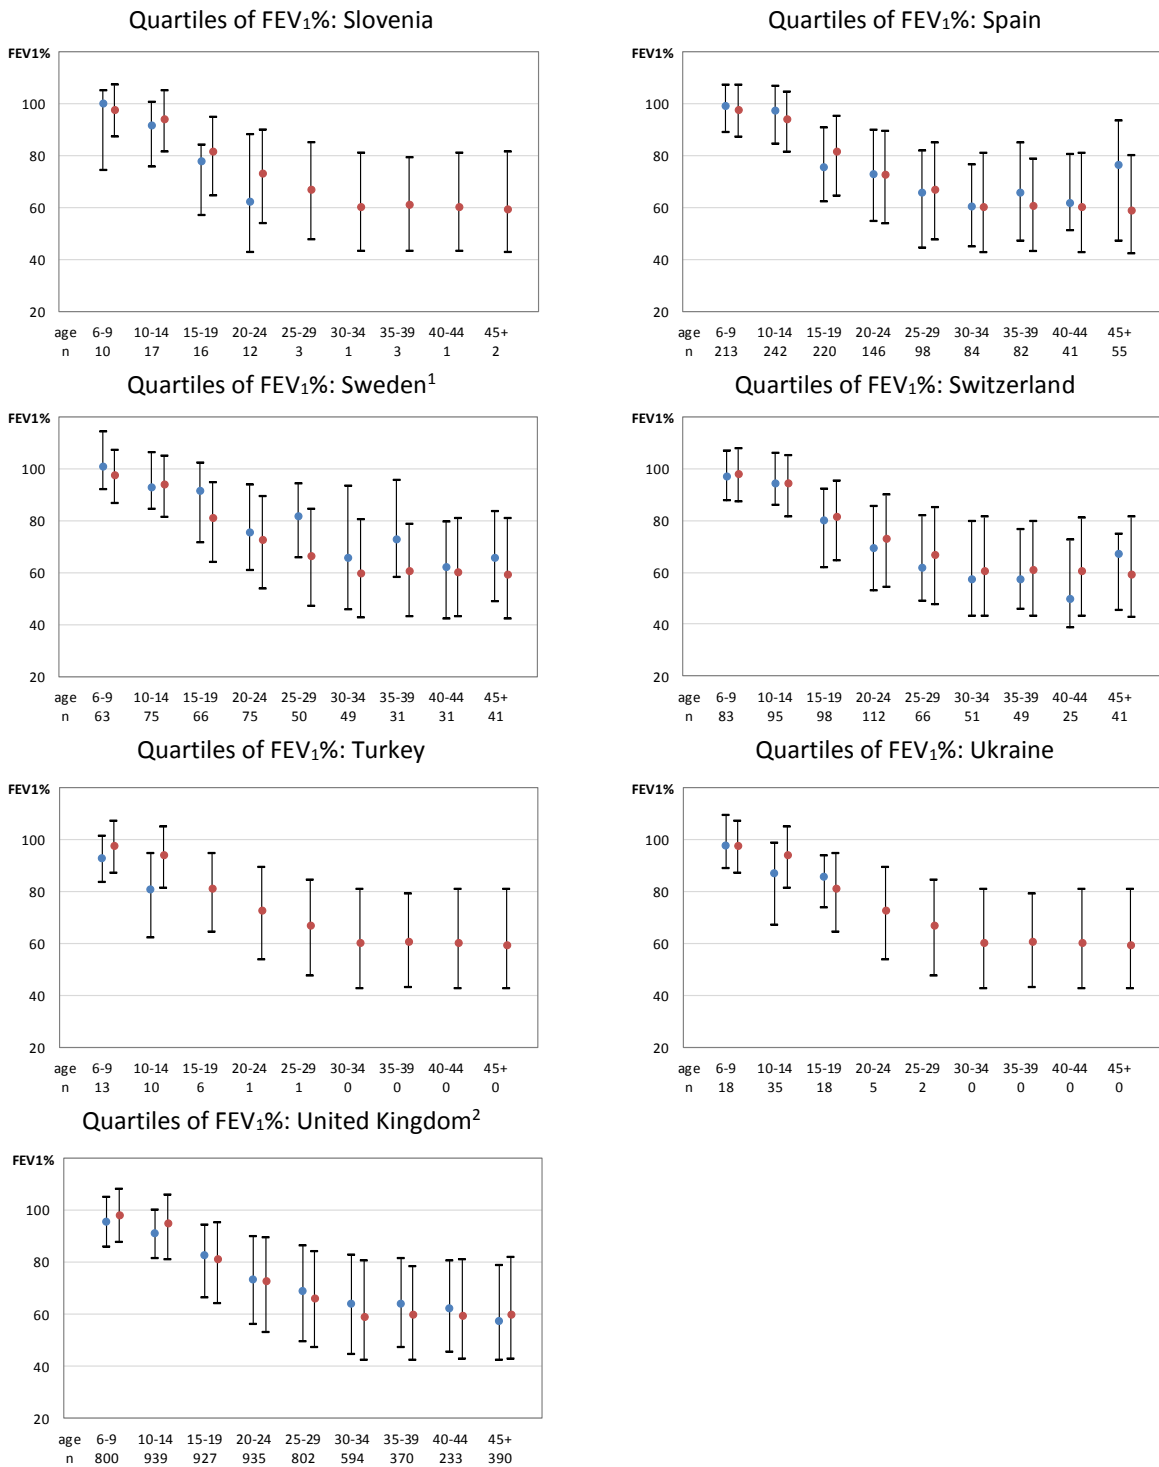 Quartiles of FEV₁%: Slovenia
FEV1%
100
80
60
40
20
age 6-9 10-14 15-19 20-24 25-29 30-34 35-39 40-44 45+
n 10 17 16 12 3 1 3 1 2
Quartiles of FEV₁%: Spain
FEV1%
100
80
60
40
20
age 6-9 10-14 15-19 20-24 25-29 30-34 35-39 40-44 45+
n 213 242 220 146 98 84 82 41 55
Quartiles of FEV₁%: Sweden¹
FEV1%
100
80
60
40
20
age 6-9 10-14 15-19 20-24 25-29 30-34 35-39 40-44 45+
n 63 75 66 75 50 49 31 31 41
Quartiles of FEV₁%: Switzerland
FEV1%
100
80
60
40
20
age 6-9 10-14 15-19 20-24 25-29 30-34 35-39 40-44 45+
n 83 95 98 112 66 51 49 25 41
Quartiles of FEV₁%: Turkey
FEV1%
100
80
60
40
20
age 6-9 10-14 15-19 20-24 25-29 30-34 35-39 40-44 45+
n 13 10 6 1 1 0 0 0 0
Quartiles of FEV₁%: Ukraine
FEV1%
100
80
60
40
20
age 6-9 10-14 15-19 20-24 25-29 30-34 35-39 40-44 45+
n 18 35 18 5 2 0 0 0 0
Quartiles of FEV₁%: United Kingdom²
FEV1%
100
80
60
40
20
age 6-9 10-14 15-19 20-24 25-29 30-34 35-39 40-44 45+
n 800 939 927 935 802 594 370 233 390